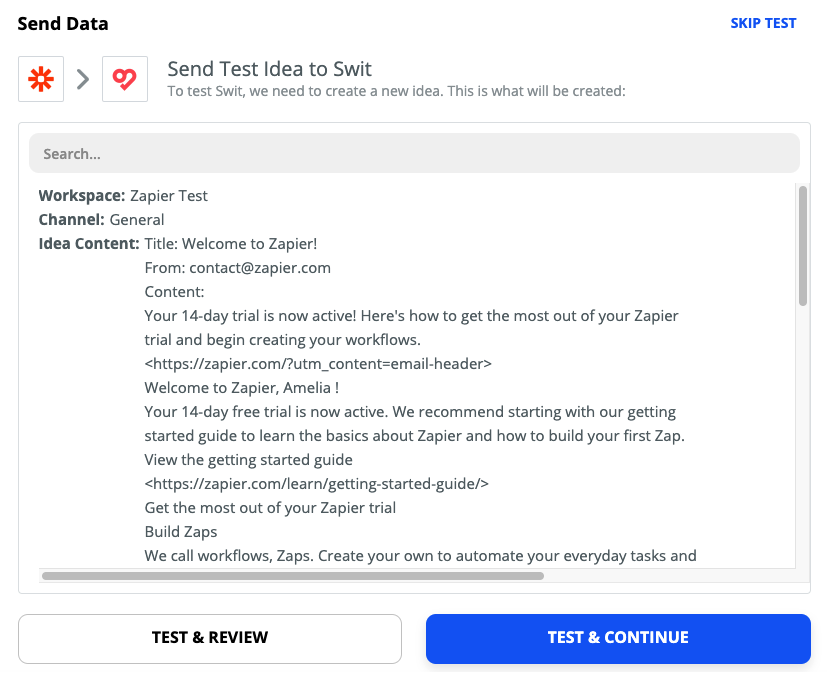 Send Data
SKIP TEST
Send Test Idea to Swit
To test Swit, we need to create a new idea. This is what will be created:
Search...
Workspace: Zapier Test
Channel: General
Idea Content: Title: Welcome to Zapier!
From: contact@zapier.com
Content:
Your 14-day trial is now active! Here's how to get the most out of your Zapier
trial and begin creating your workflows.
<https://zapier.com/?utm_content=email-header>
Welcome to Zapier, Amelia !
Your 14-day free trial is now active. We recommend starting with our getting
started guide to learn the basics about Zapier and how to build your first Zap.
View the getting started guide
<https://zapier.com/learn/getting-started-guide/>
Get the most out of your Zapier trial
Build Zaps
We call workflows, Zaps. Create your own to automate your everyday tasks and
TEST & REVIEW
TEST & CONTINUE